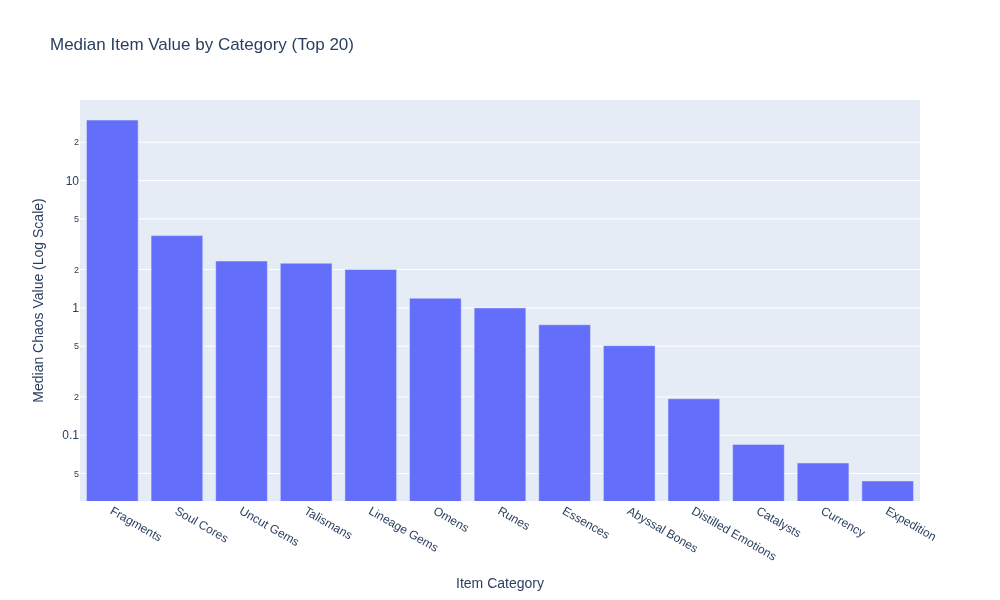 Median Item Value by Category (Top 20)
Median Chaos Value (Log Scale)
2
10
5
2
1
5
2
0.1
5
Fragments
Soul Cores
Uncut Gems
Talismans
Lineage Gems
Omens
Runes
Essences
Abyssal Bones
Distilled Emotions
Catalysts
Currency
Expedition
Item Category